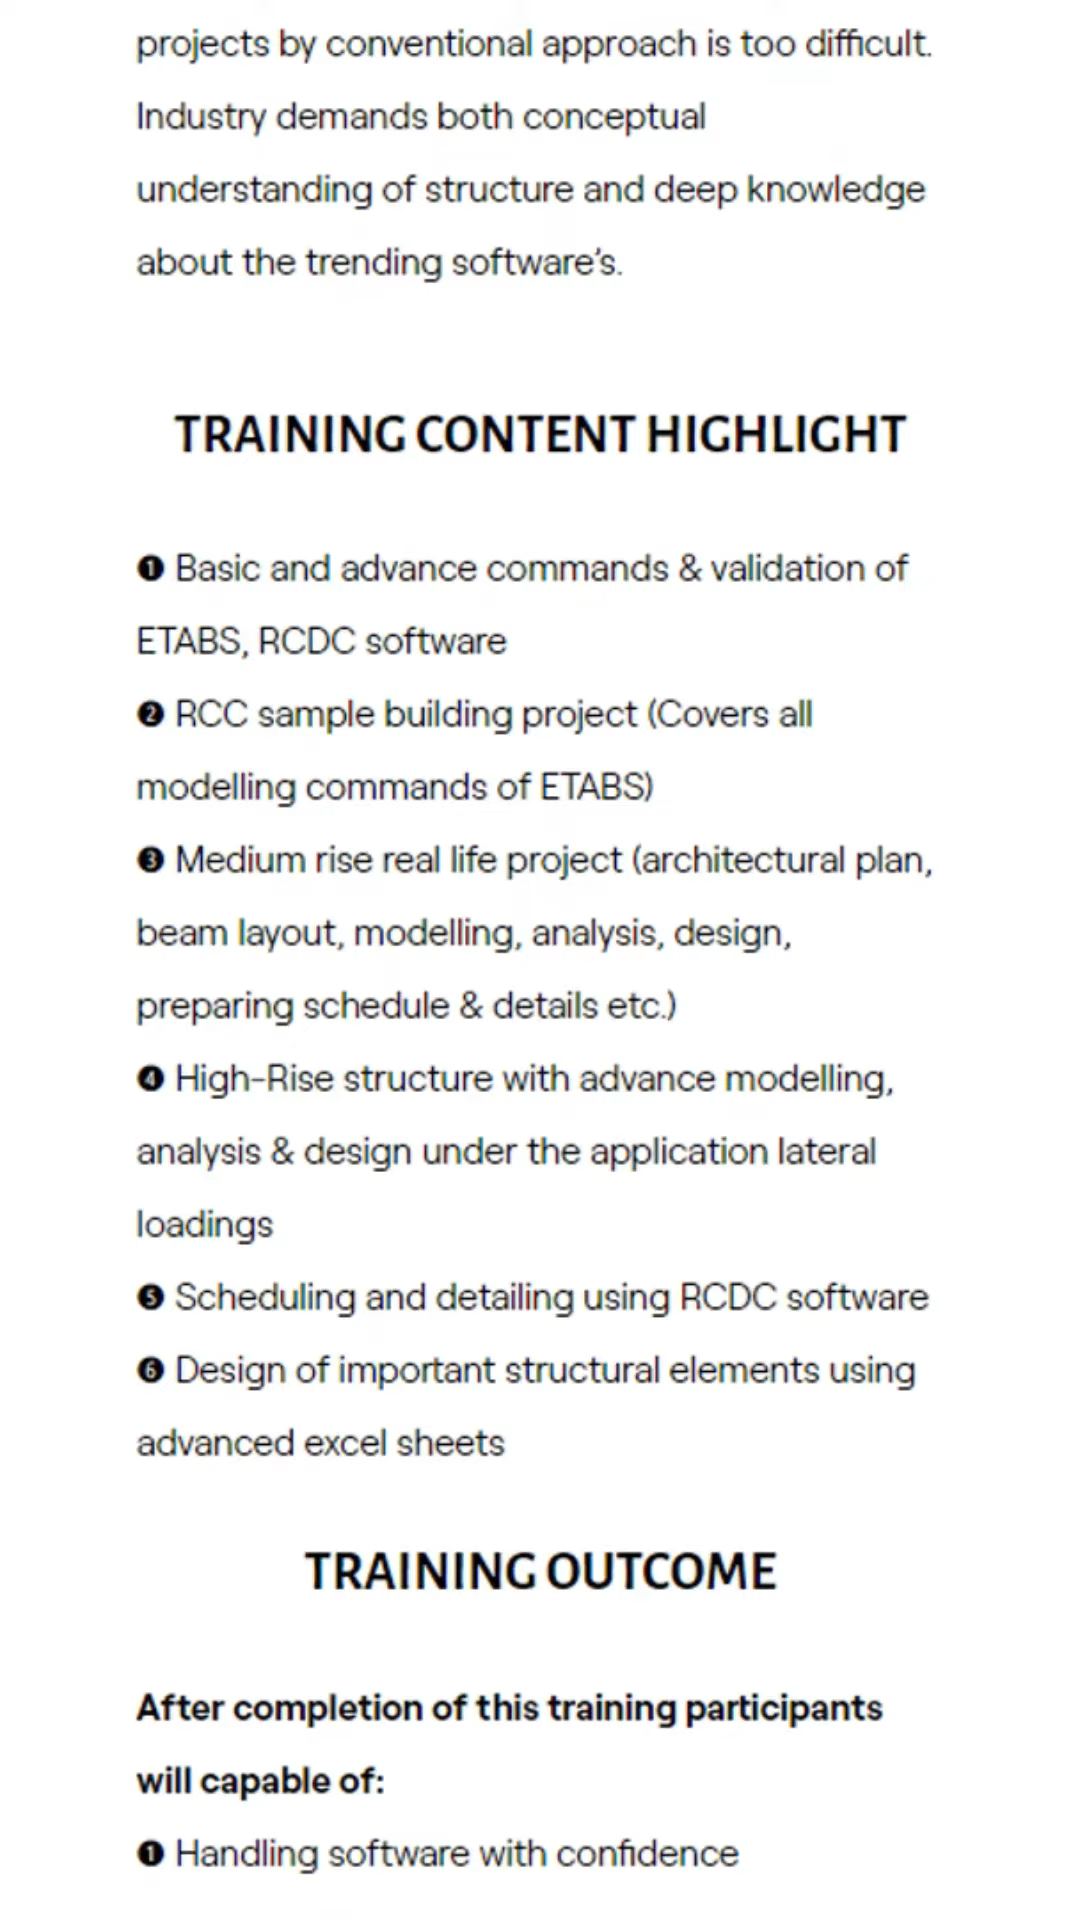 projects by conventional approach is too difficult.
Industry demands both conceptual
understanding of structure and deep knowledge
about the trending software's.
TRAINING CONTENT HIGHLIGHT
❶ Basic and advance commands & validation of
ETABS, RCDC software
❷ RCC sample building project (Covers all
modelling commands of ETABS)
❸ Medium rise real life project (architectural plan,
beam layout, modelling, analysis, design,
preparing schedule & details etc.)
❹ High-Rise structure with advance modelling,
analysis & design under the application lateral
loadings
❺ Scheduling and detailing using RCDC software
❻ Design of important structural elements using
advanced excel sheets
TRAINING OUTCOME
After completion of this training participants
will capable of:
❶ Handling software with confidence